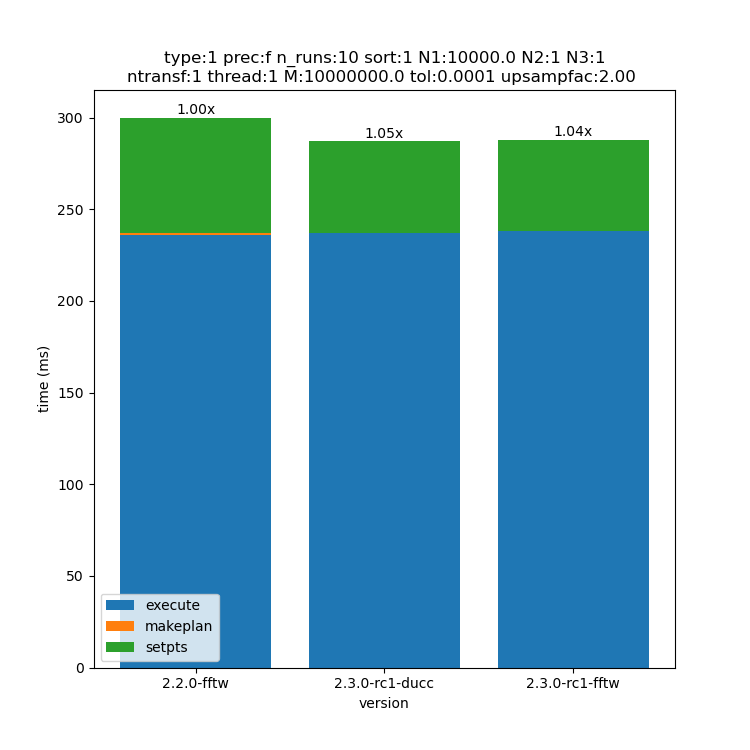 type:1 prec:f n_runs:10 sort:1 N1:10000.0 N2:1 N3:1
ntransf:1 thread:1 M:10000000.0 tol:0.0001 upsampfac:2.00
1.00x
1.05x
1.04x
300
250
200
150
100
50
0
time (ms)
execute
makeplan
setpts
2.2.0-fftw
2.3.0-rc1-ducc
2.3.0-rc1-fftw
version